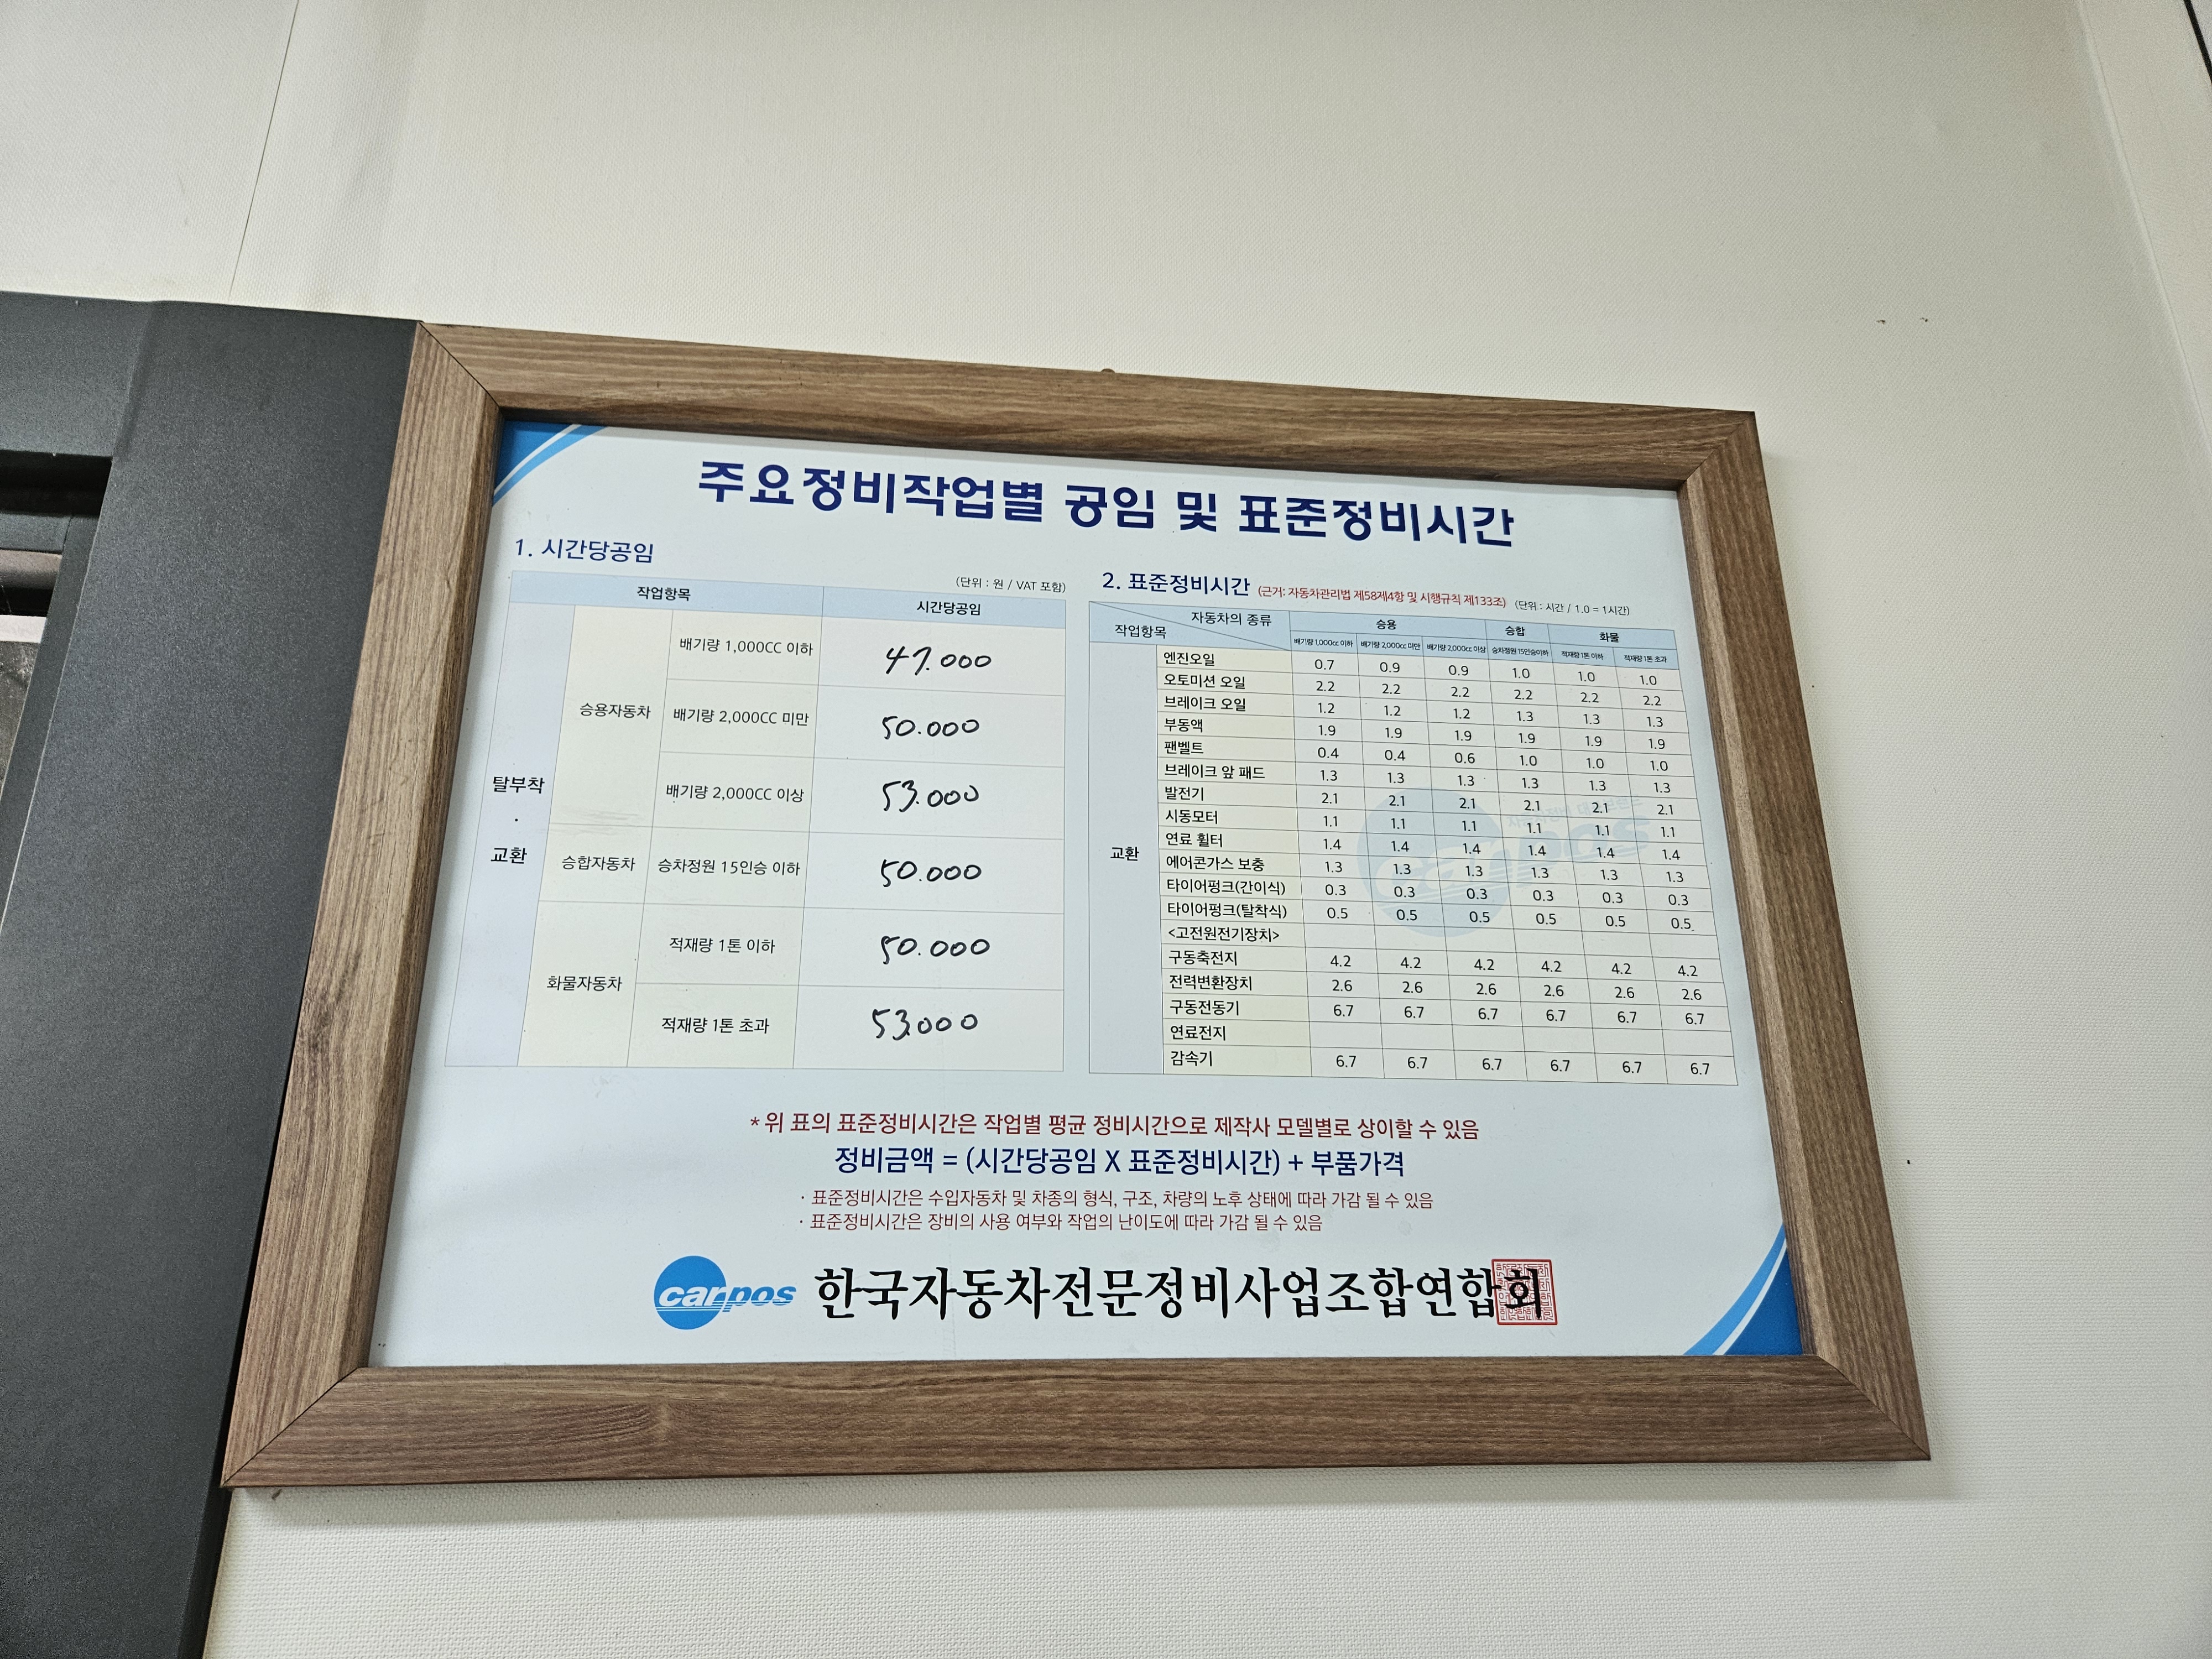 주요정비작업별 공임 및 표준정비시간
1. 시간당공임
(단위 : 원 / VAT 포함)
작업항목 시간당공임
탈부착 · 교환
승용자동차
배기량 1,000CC 이하 47.000
배기량 2,000CC 미만 50.000
배기량 2,000CC 이상 53.000
승합자동차 승차정원 15인승 이하 50.000
화물자동차
적재량 1톤 이하 50.000
적재량 1톤 초과 53.000
2. 표준정비시간 (근거: 자동차관리법 제58제4항 및 시행규칙 제133조) (단위 : 시간 / 1.0 = 1시간)
자동차의 종류 승용 승합 화물
작업항목
배기량 1,000cc 이하 배기량 2,000cc 미만 배기량 2,000cc 이상 승차정원 15인승이하 적재량 1톤 이하 적재량 1톤 초과
교환
엔진오일 0.7 0.9 0.9 1.0 1.0 1.0
오토미션 오일 2.2 2.2 2.2 2.2 2.2 2.2
브레이크 오일 1.2 1.2 1.2 1.3 1.3 1.3
부동액 1.9 1.9 1.9 1.9 1.9 1.9
팬벨트 0.4 0.4 0.6 1.0 1.0 1.0
브레이크 앞 패드 1.3 1.3 1.3 1.3 1.3 1.3
발전기 2.1 2.1 2.1 2.1 2.1 2.1
시동모터 1.1 1.1 1.1 1.1 1.1 1.1
연료 휠터 1.4 1.4 1.4 1.4 1.4 1.4
에어콘가스 보충 1.3 1.3 1.3 1.3 1.3 1.3
타이어펑크(간이식) 0.3 0.3 0.3 0.3 0.3 0.3
타이어펑크(탈착식) 0.5 0.5 0.5 0.5 0.5 0.5
<고전원전기장치>
구동축전지 4.2 4.2 4.2 4.2 4.2 4.2
전력변환장치 2.6 2.6 2.6 2.6 2.6 2.6
구동전동기 6.7 6.7 6.7 6.7 6.7 6.7
연료전지
감속기 6.7 6.7 6.7 6.7 6.7 6.7
carpos
* 위 표의 표준정비시간은 작업별 평균 정비시간으로 제작사 모델별로 상이할 수 있음
정비금액 = (시간당공임 X 표준정비시간) + 부품가격
· 표준정비시간은 수입자동차 및 차종의 형식, 구조, 차량의 노후 상태에 따라 가감 될 수 있음
· 표준정비시간은 장비의 사용 여부와 작업의 난이도에 따라 가감 될 수 있음
carpos 한국자동차전문정비사업조합연합회